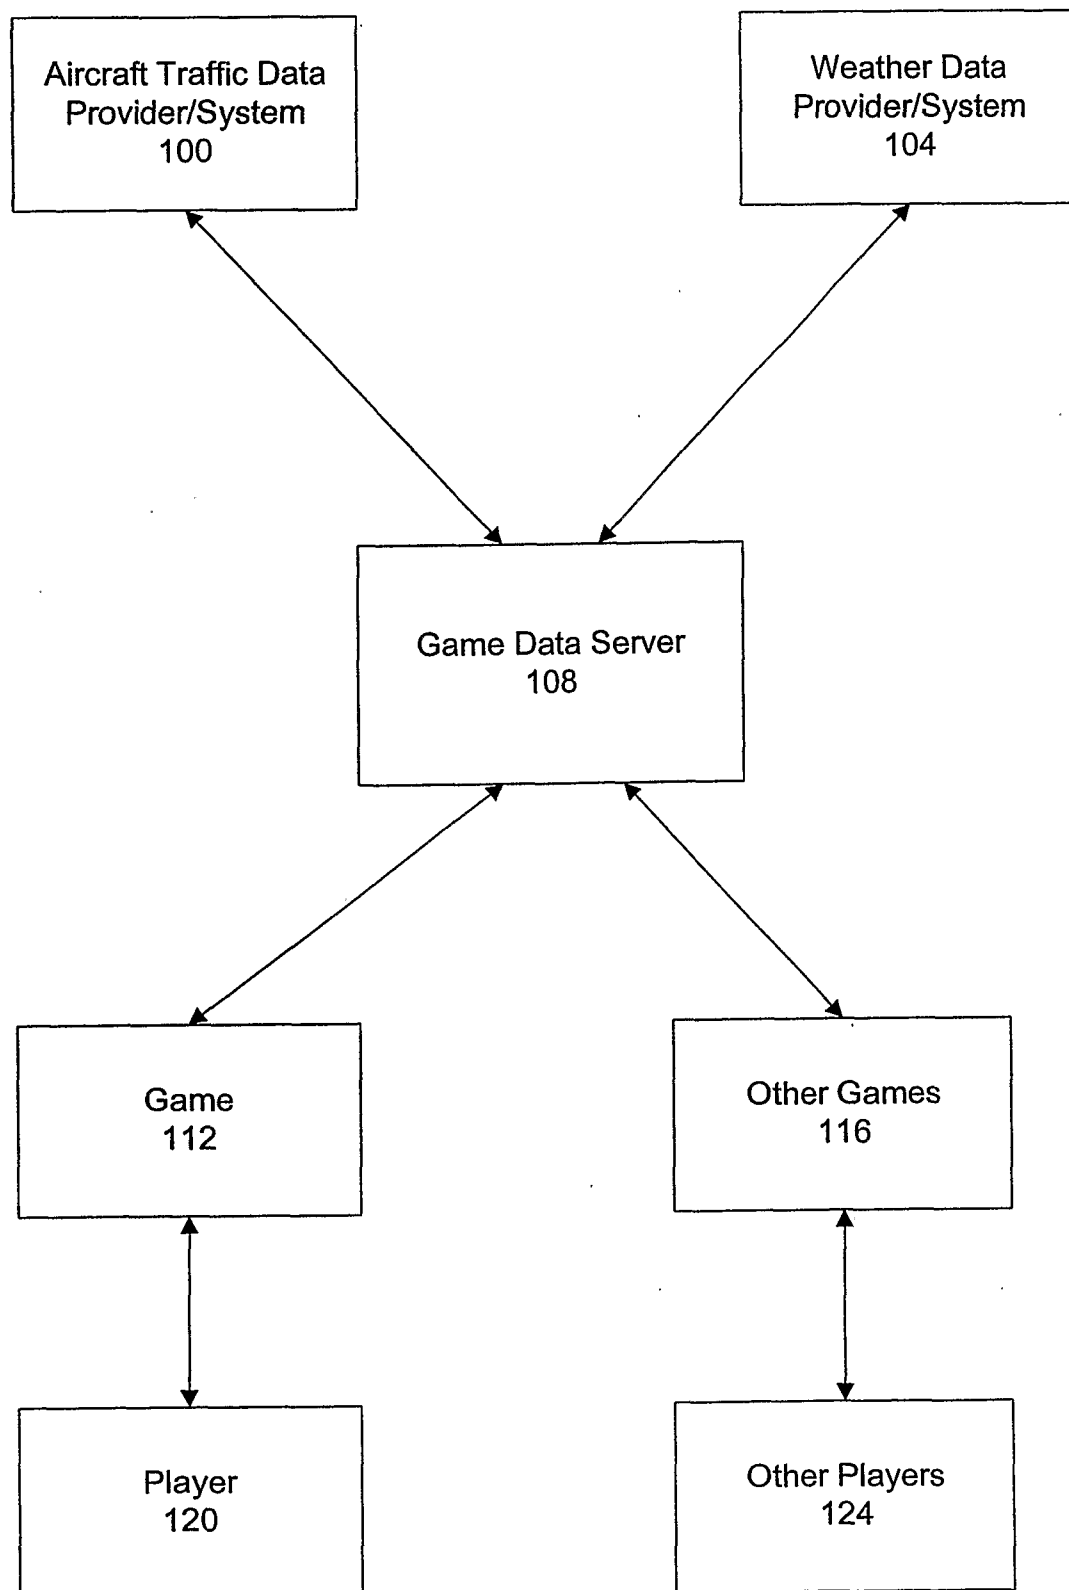 Aircraft Traffic Data
Provider/System
100
Weather Data
Provider/System
104
Game Data Server
108
Game
112
Other Games
116
Player
120
Other Players
124